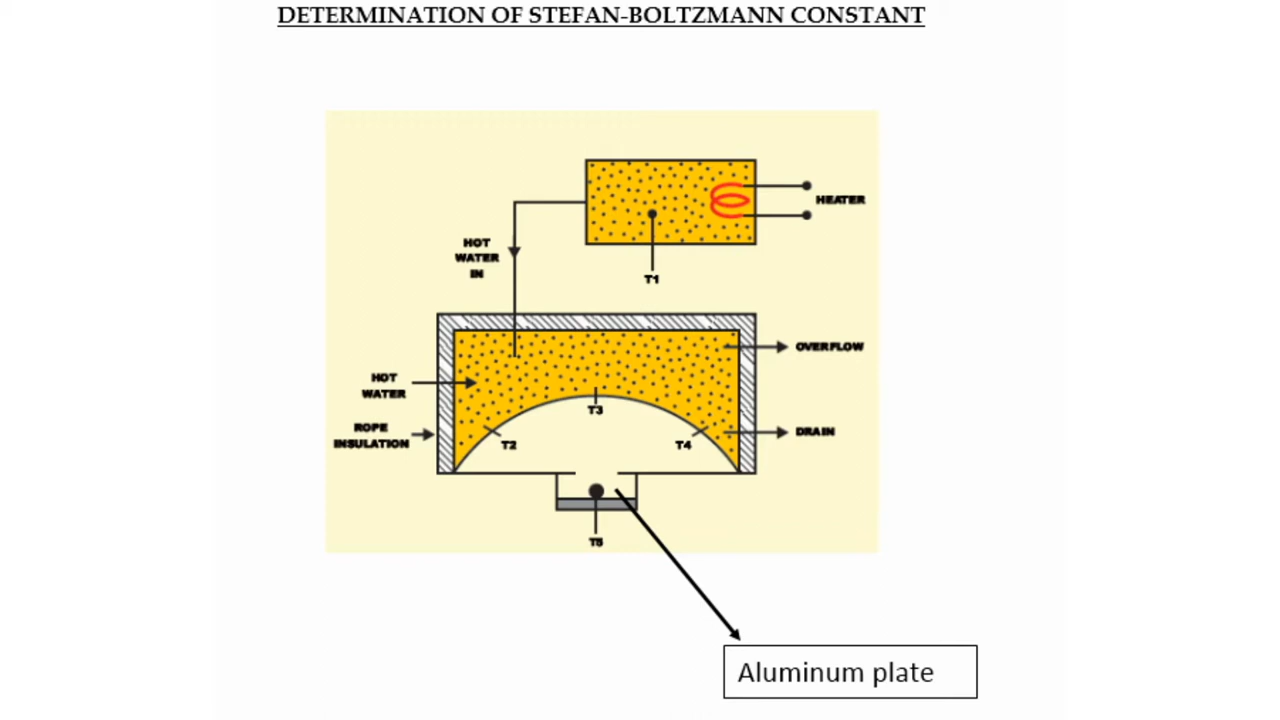 DETERMINATION OF STEFAN-BOLTZMANN CONSTANT
HEATER
HOT
WATER
IN
T1
OVERFLOW
HOT
WATER
T3
ROPE
INSULATION
T2
T4
DRAIN
T5
Aluminum plate